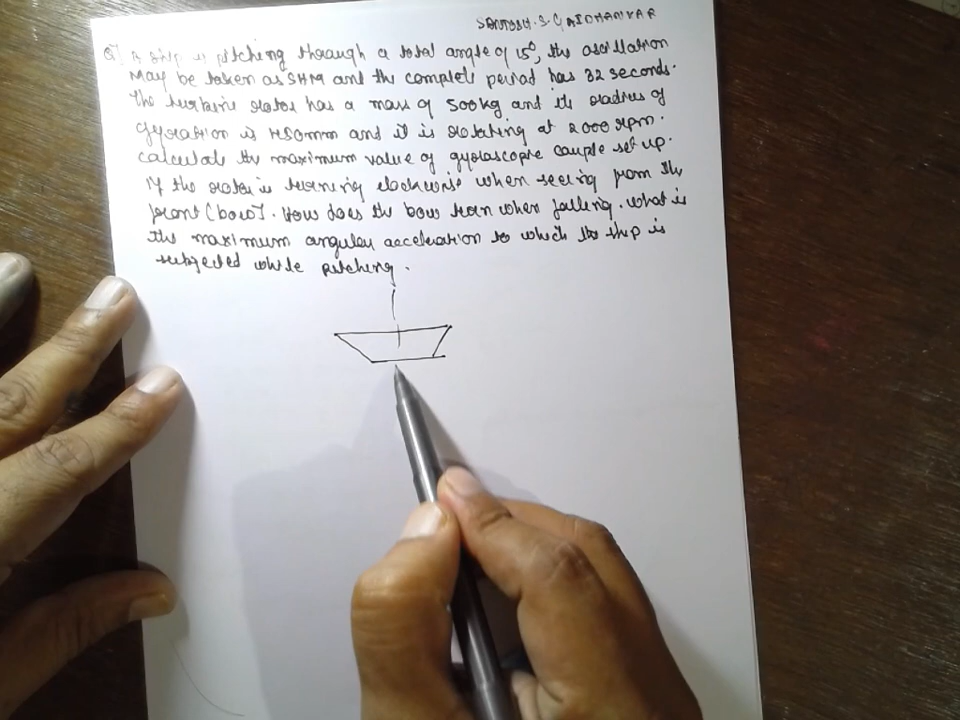 SANTOSH.S.GAIDHANKAR
Q1 A ship is pitching through a total angle of 15°, the oscillation
May be taken as SHM and the complete period has 32 seconds.
The turbine rotor has a mass of 500kg and its radius of
gyration is 450mm and it is rotating at 2000 rpm.
calculate the maximum value of gyroscopic couple set up.
If the rotor is turning clockwise when seeing from the
front (bow). How does the bow turn when falling. what is
the maximum angular acceleration to which the ship is
subjected while pitching.